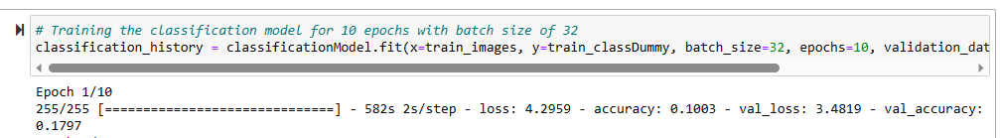 # Training the classification model for 10 epochs with batch size of 32
classification_history = classificationModel.fit(x=train_images, y=train_classDummy, batch_size=32, epochs=10, validation_dat
Epoch 1/10
255/255 [==============================] - 582s 2s/step - loss: 4.2959 - accuracy: 0.1003 - val_loss: 3.4819 - val_accuracy:
0.1797